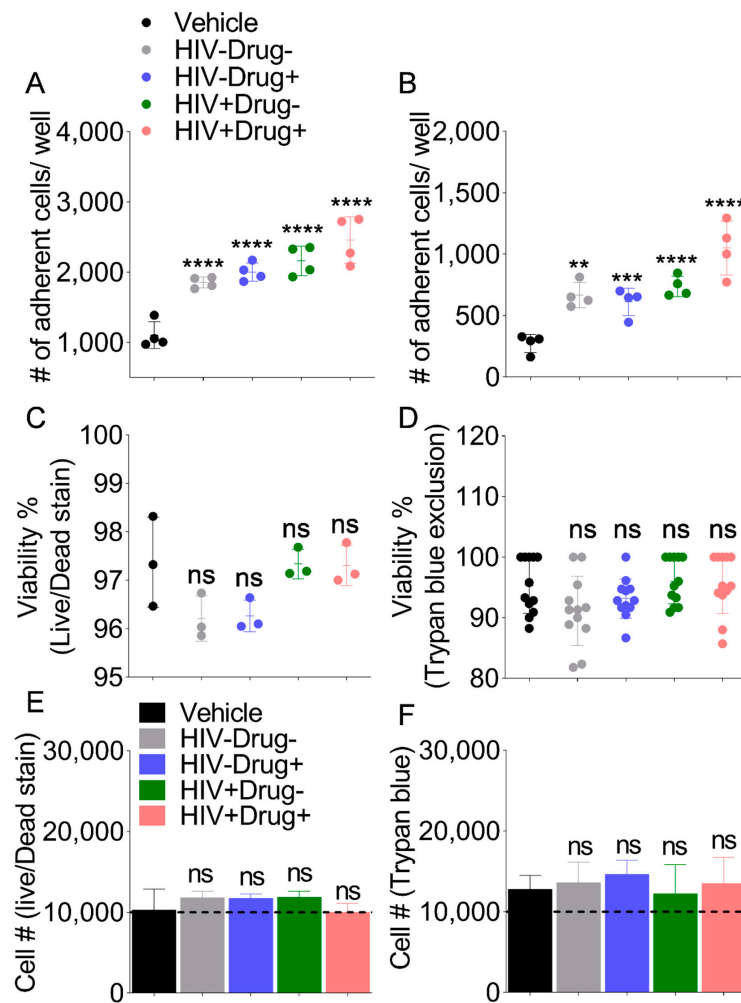 Vehicle
HIV-Drug-
HIV-Drug+
HIV+Drug-
HIV+Drug+
A
# of adherent cells/ well
4,000
3,000
2,000
1,000
****
****
****
****
B
# of adherent cells/ well
2,000
1,500
1,000
500
0
**
***
****
****
C
Viability %
(Live/Dead stain)
100
99
98
97
96
95
ns
ns
ns
ns
D
Viability %
(Trypan blue exclusion)
120
110
100
90
80
ns
ns
ns
ns
E
Vehicle
HIV-Drug-
HIV-Drug+
HIV+Drug-
HIV+Drug+
Cell # (live/Dead stain)
30,000
20,000
10,000
0
ns
ns
ns
ns
F
Cell # (Trypan blue)
30,000
20,000
10,000
0
ns
ns
ns
ns